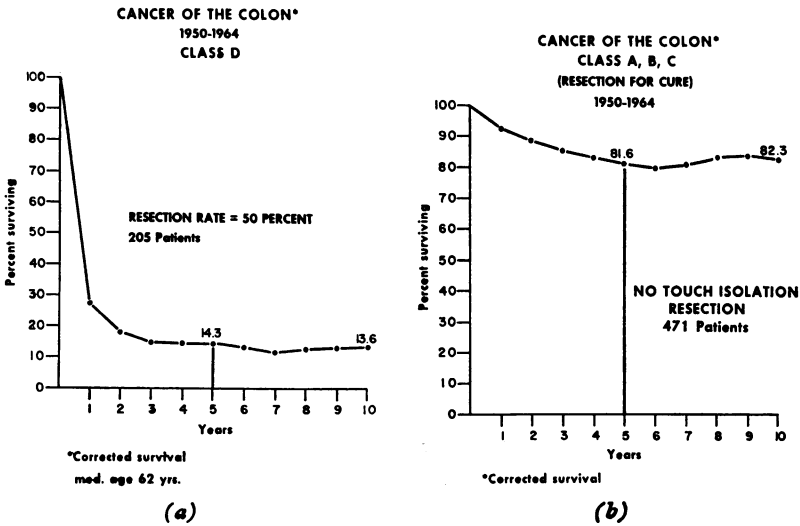 CANCER OF THE COLON*
1950-1964
CLASS D
100
90
80
70
60
50
40
30
20
10
0
Percent surviving
RESECTION RATE = 50 PERCENT
205 Patients
14.3
13.6
1 2 3 4 5 6 7 8 9 10
Years
*Corrected survival
med. age 62 yrs.
(a)
CANCER OF THE COLON*
CLASS A, B, C
(RESECTION FOR CURE)
1950-1964
100
90
80
70
60
50
40
30
20
10
0
Percent surviving
81.6
82.3
NO TOUCH ISOLATION
RESECTION
471 Patients
1 2 3 4 5 6 7 8 9 10
Years
*Corrected survival
(b)